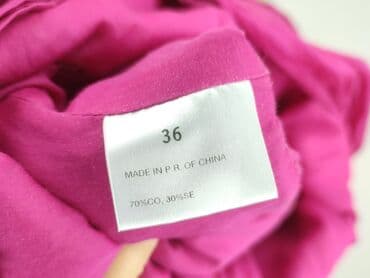 36
MADE IN P.R. OF CHINA
70%CO, 30%SE